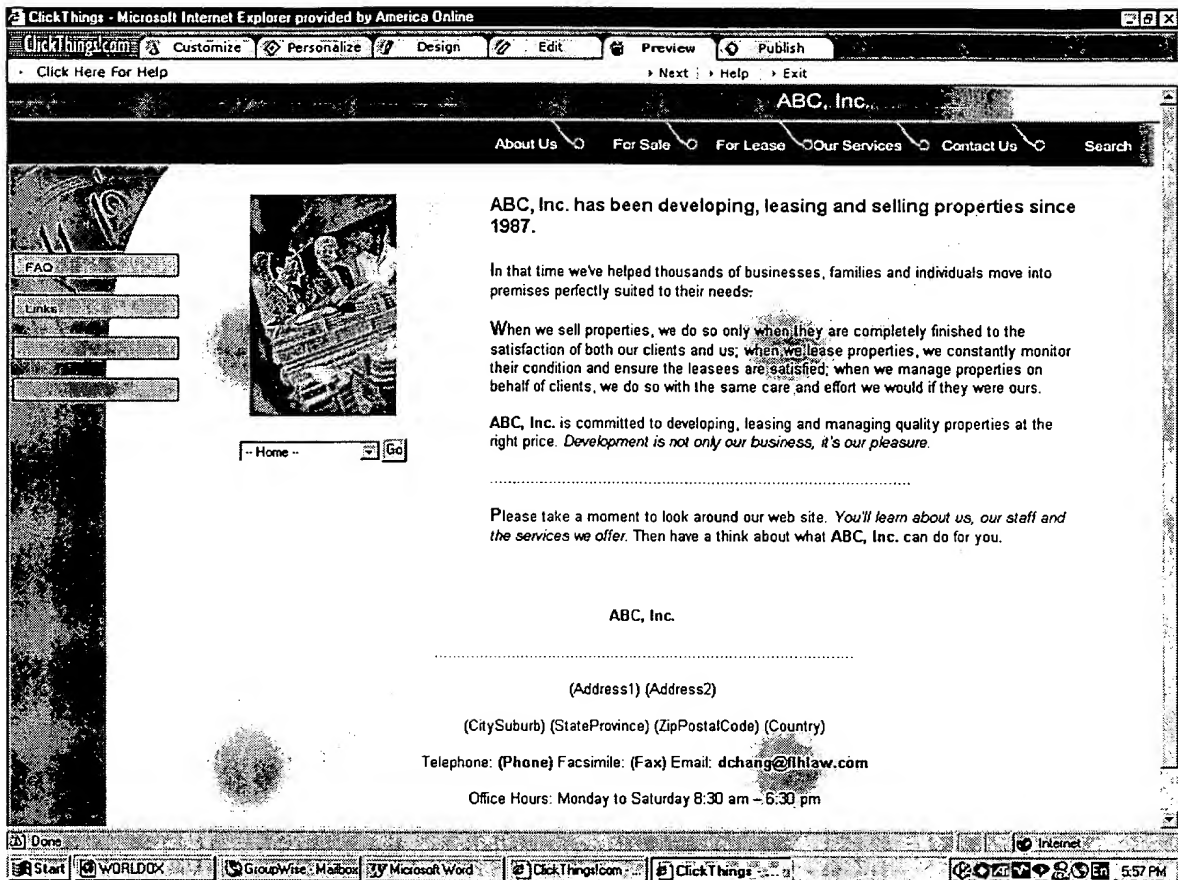 ClickThings - Microsoft Internet Explorer provided by America Online
ClickThings!com Customize Personalize Design Edit Preview Publish
Click Here For Help Next Help Exit
ABC, Inc.
About Us For Sale For Lease Our Services Contact Us Search
ABC, Inc. has been developing, leasing and selling properties since
1987.
FAQ
In that time we've helped thousands of businesses, families and individuals move into
premises perfectly suited to their needs.
Links
When we sell properties, we do so only when they are completely finished to the
satisfaction of both our clients and us; when we lease properties, we constantly monitor
their condition and ensure the leasees are satisfied; when we manage properties on
behalf of clients, we do so with the same care and effort we would if they were ours.
ABC, Inc. is committed to developing, leasing and managing quality properties at the
right price. Development is not only our business, it's our pleasure.
-- Home -- Go
Please take a moment to look around our web site. You'll learn about us, our staff and
the services we offer. Then have a think about what ABC, Inc. can do for you.
ABC, Inc.
(Address1) (Address2)
(CitySuburb) (StateProvince) (ZipPostalCode) (Country)
Telephone: (Phone) Facsimile: (Fax) Email: dchang@flhlaw.com
Office Hours: Monday to Saturday 8:30 am – 6:30 pm
Done Internet
Start WORLDOX GroupWise - Mailbox Microsoft Word ClickThings!com - ... ClickThings - ... En 5:57 PM